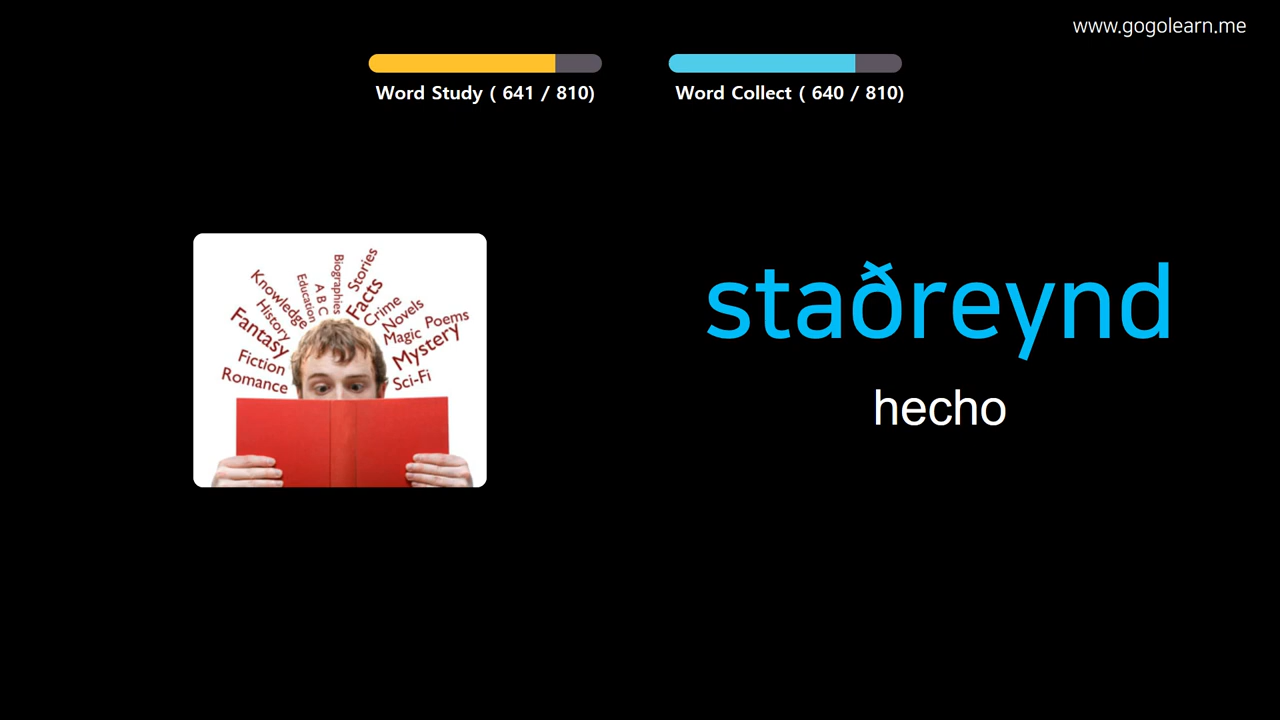 www.gogolearn.me
Word Study ( 641 / 810)
Word Collect ( 640 / 810)
staðreynd
hecho
Knowledge
History
Fantasy
Fiction
Romance
Education
A B C
Biographies
Stories
Facts
Crime
Novels
Magic
Poems
Mystery
Sci-Fi